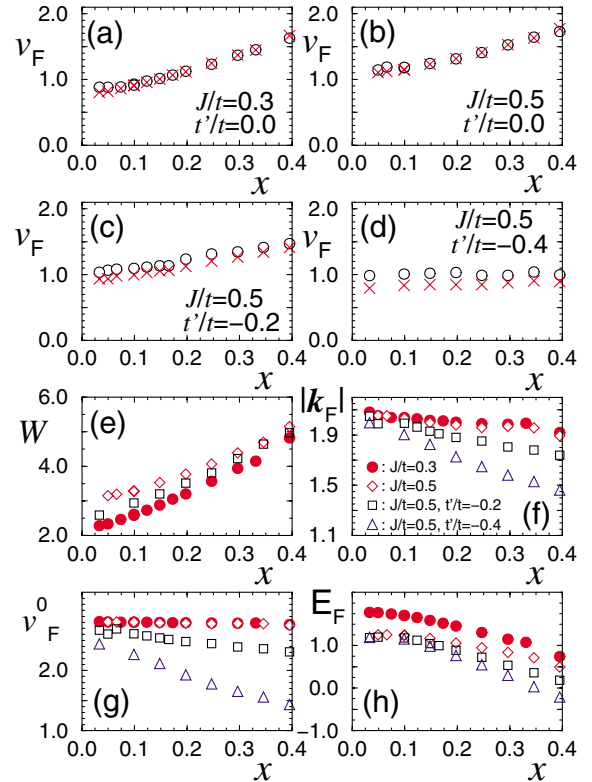 (a)
v_F
2.0
1.0
0.0
J/t=0.3
t'/t=0.0
0.0 0.1 0.2 0.3 0.4
x
(b)
v_F
2.0
1.0
0.0
J/t=0.5
t'/t=0.0
0.0 0.1 0.2 0.3 0.4
x
(c)
v_F
2.0
1.0
0.0
J/t=0.5
t'/t=−0.2
0.0 0.1 0.2 0.3 0.4
x
(d)
v_F
2.0
1.0
0.0
J/t=0.5
t'/t=−0.4
0.0 0.1 0.2 0.3 0.4
x
(e)
W
6.0
4.0
2.0
0.0 0.1 0.2 0.3 0.4
x
|k_F|
1.9
1.5
1.1
: J/t=0.3
: J/t=0.5
: J/t=0.5, t'/t=−0.2
: J/t=0.5, t'/t=−0.4
(f)
0.0 0.1 0.2 0.3 0.4
x
v_F^0
2.0
1.0
(g)
0.0 0.1 0.2 0.3 0.4
x
E_F
1.0
0.0
−1.0
(h)
0.0 0.1 0.2 0.3 0.4
x